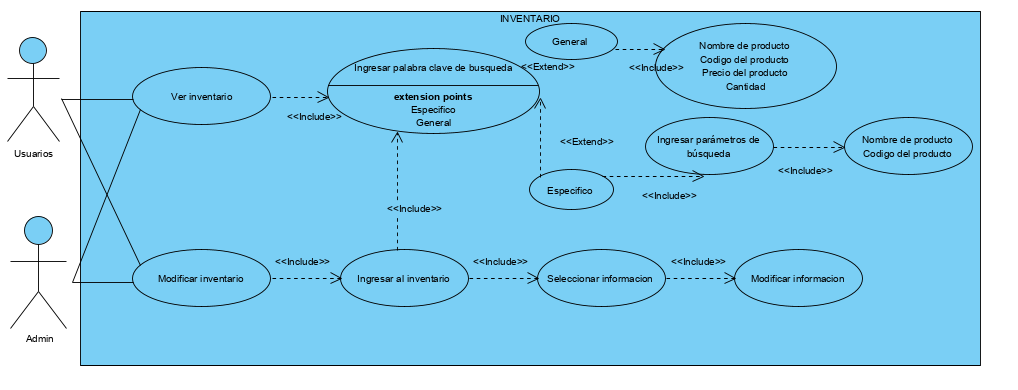 INVENTARIO
General
<<Extend>>
<<Include>>
Nombre de producto
Codigo del producto
Precio del producto
Cantidad
Usuarios
Ver inventario
<<Include>>
Ingresar palabra clave de busqueda
extension points
Especifico
General
<<Extend>>
Ingresar parámetros de
búsqueda
<<Include>>
Nombre de producto
Codigo del producto
Especifico
<<Include>>
<<Include>>
Admin
Modificar inventario
<<Include>>
Ingresar al inventario
<<Include>>
Seleccionar informacion
<<Include>>
Modificar informacion